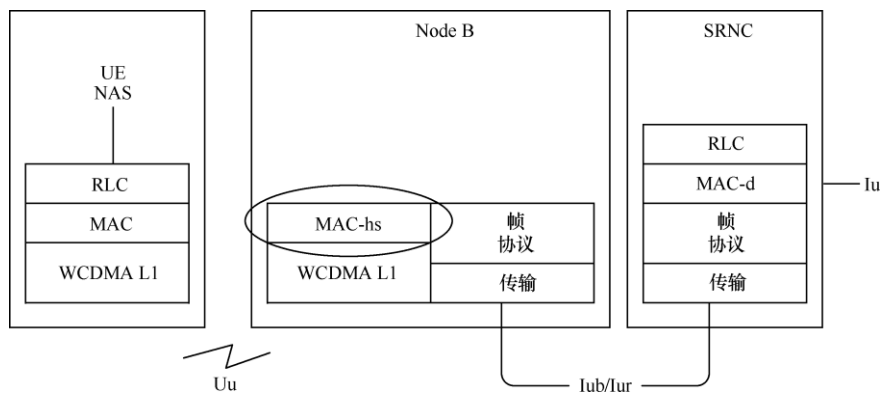 UE
NAS
RLC
MAC
WCDMA L1
Uu
Node B
MAC-hs
WCDMA L1
帧
协议
传输
Iub/Iur
SRNC
RLC
MAC-d
帧
协议
传输
Iu